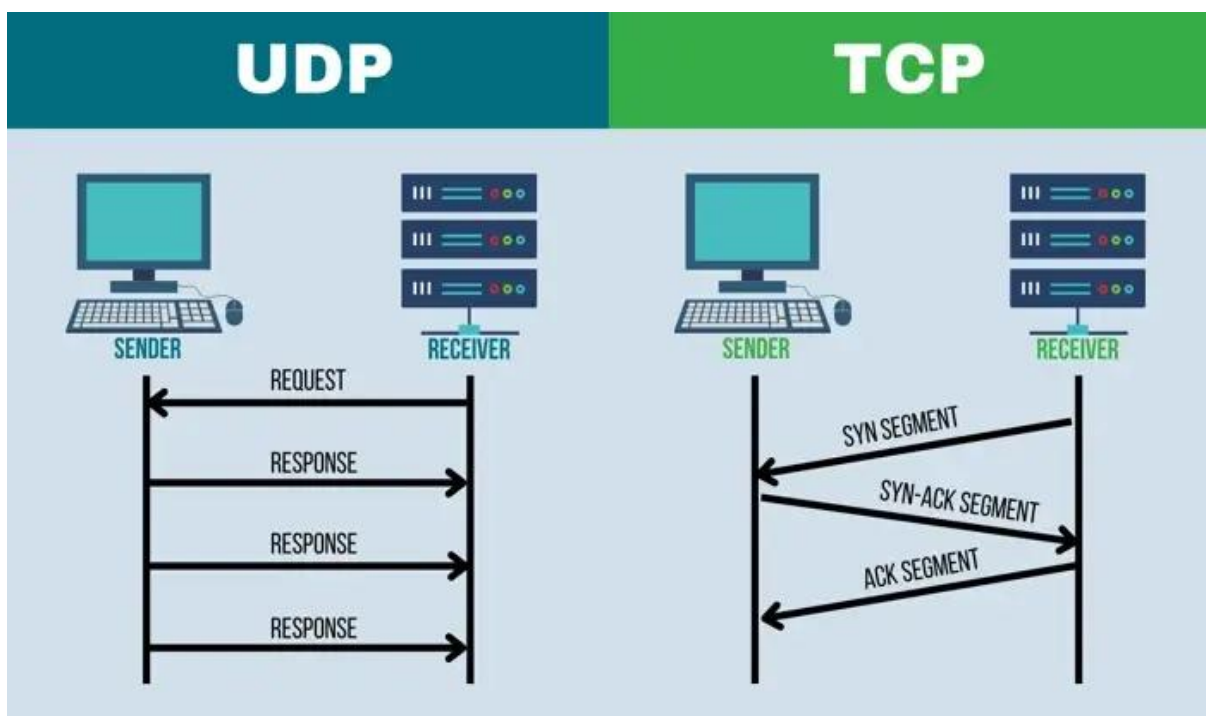 UDP
TCP
SENDER
RECEIVER
REQUEST
RESPONSE
RESPONSE
RESPONSE
SENDER
RECEIVER
SYN SEGMENT
SYN-ACK SEGMENT
ACK SEGMENT